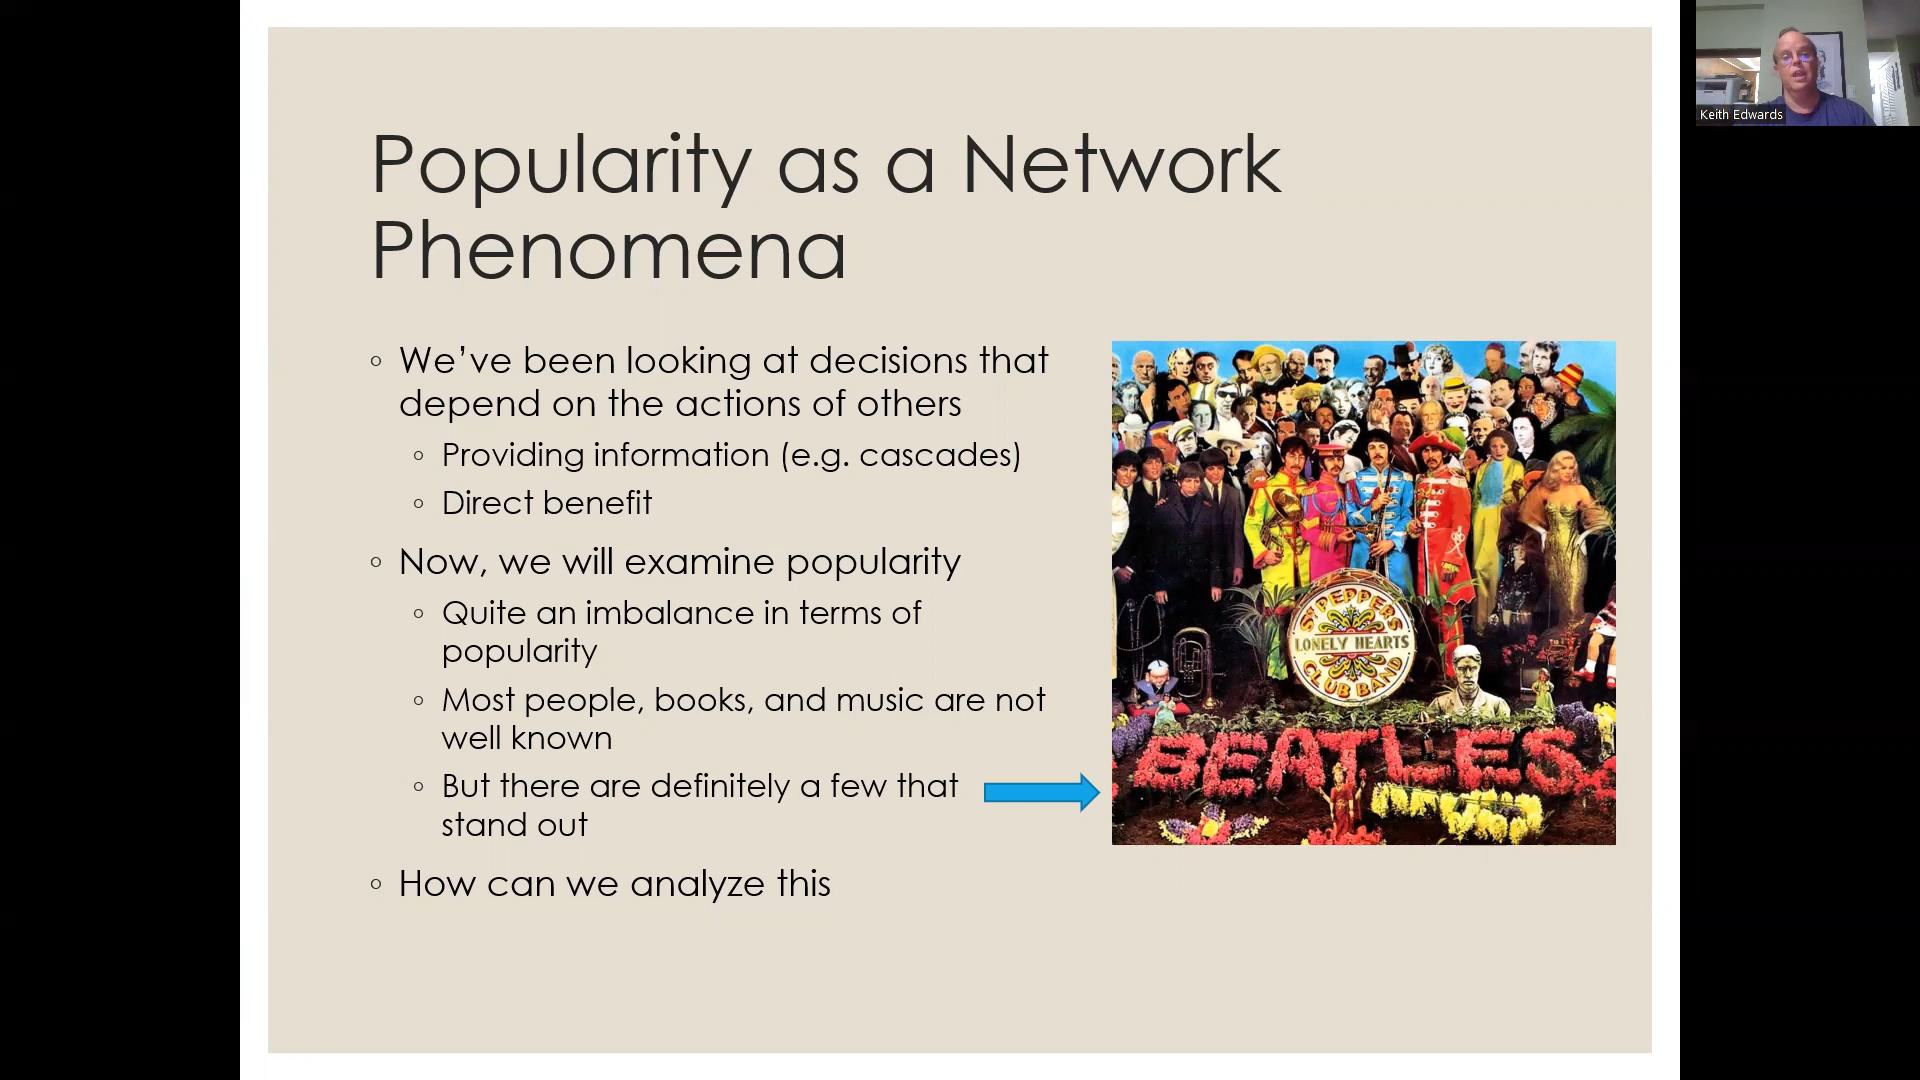 Popularity as a Network
Phenomena
◦ We’ve been looking at decisions that
depend on the actions of others
◦ Providing information (e.g. cascades)
◦ Direct benefit
◦ Now, we will examine popularity
◦ Quite an imbalance in terms of
popularity
◦ Most people, books, and music are not
well known
◦ But there are definitely a few that
stand out
◦ How can we analyze this
SGT PEPPERS
LONELY HEARTS
CLUB BAND
BEATLES
Keith Edwards